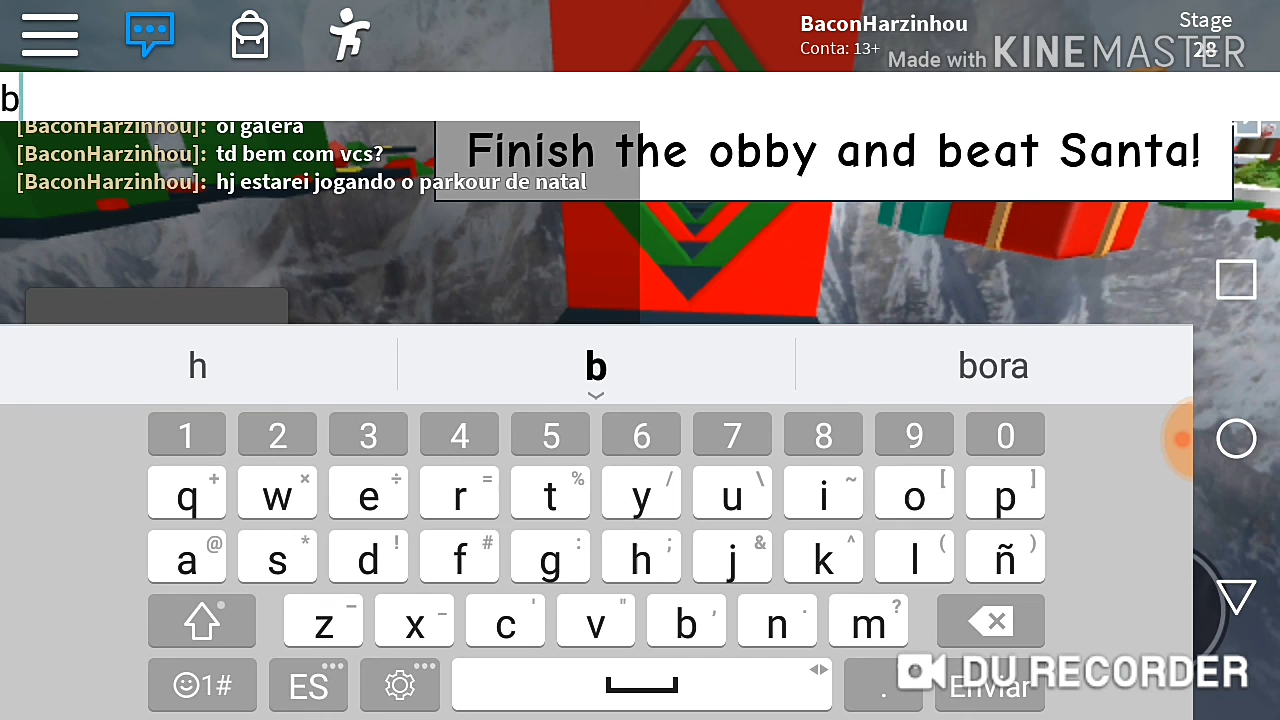 BaconHarzinhou
Conta: 13+
Stage
28
Made with KINEMASTER
b
[BaconHarzinhou]: oi galera
[BaconHarzinhou]: td bem com vcs?
[BaconHarzinhou]: hj estarei jogando o parkour de natal
Finish the obby and beat Santa!
h b bora
1 2 3 4 5 6 7 8 9 0
q + w × e ÷ r = t % y / u \ i ~ o [ p ]
a @ s * d ! f # g : h ; j & k ^ l ( ñ )
z – x _ c ' v " b , n . m ?
1# ES ... ... . Enviar
DU RECORDER